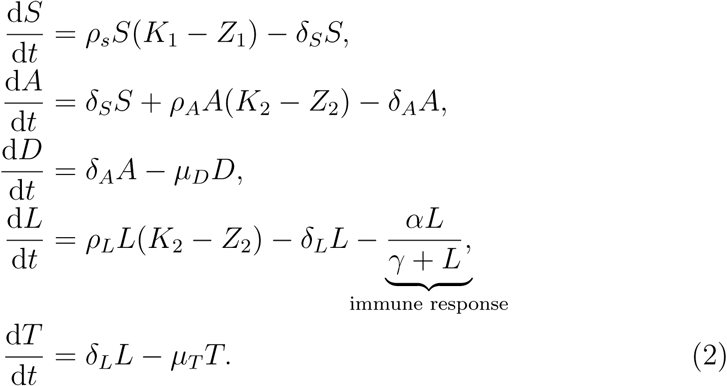 dS/dt = ρ_s S(K_1 − Z_1) − δ_S S,
dA/dt = δ_S S + ρ_A A(K_2 − Z_2) − δ_A A,
dD/dt = δ_A A − μ_D D,
dL/dt = ρ_L L(K_2 − Z_2) − δ_L L − αL/(γ + L),
immune response
dT/dt = δ_L L − μ_T T. (2)